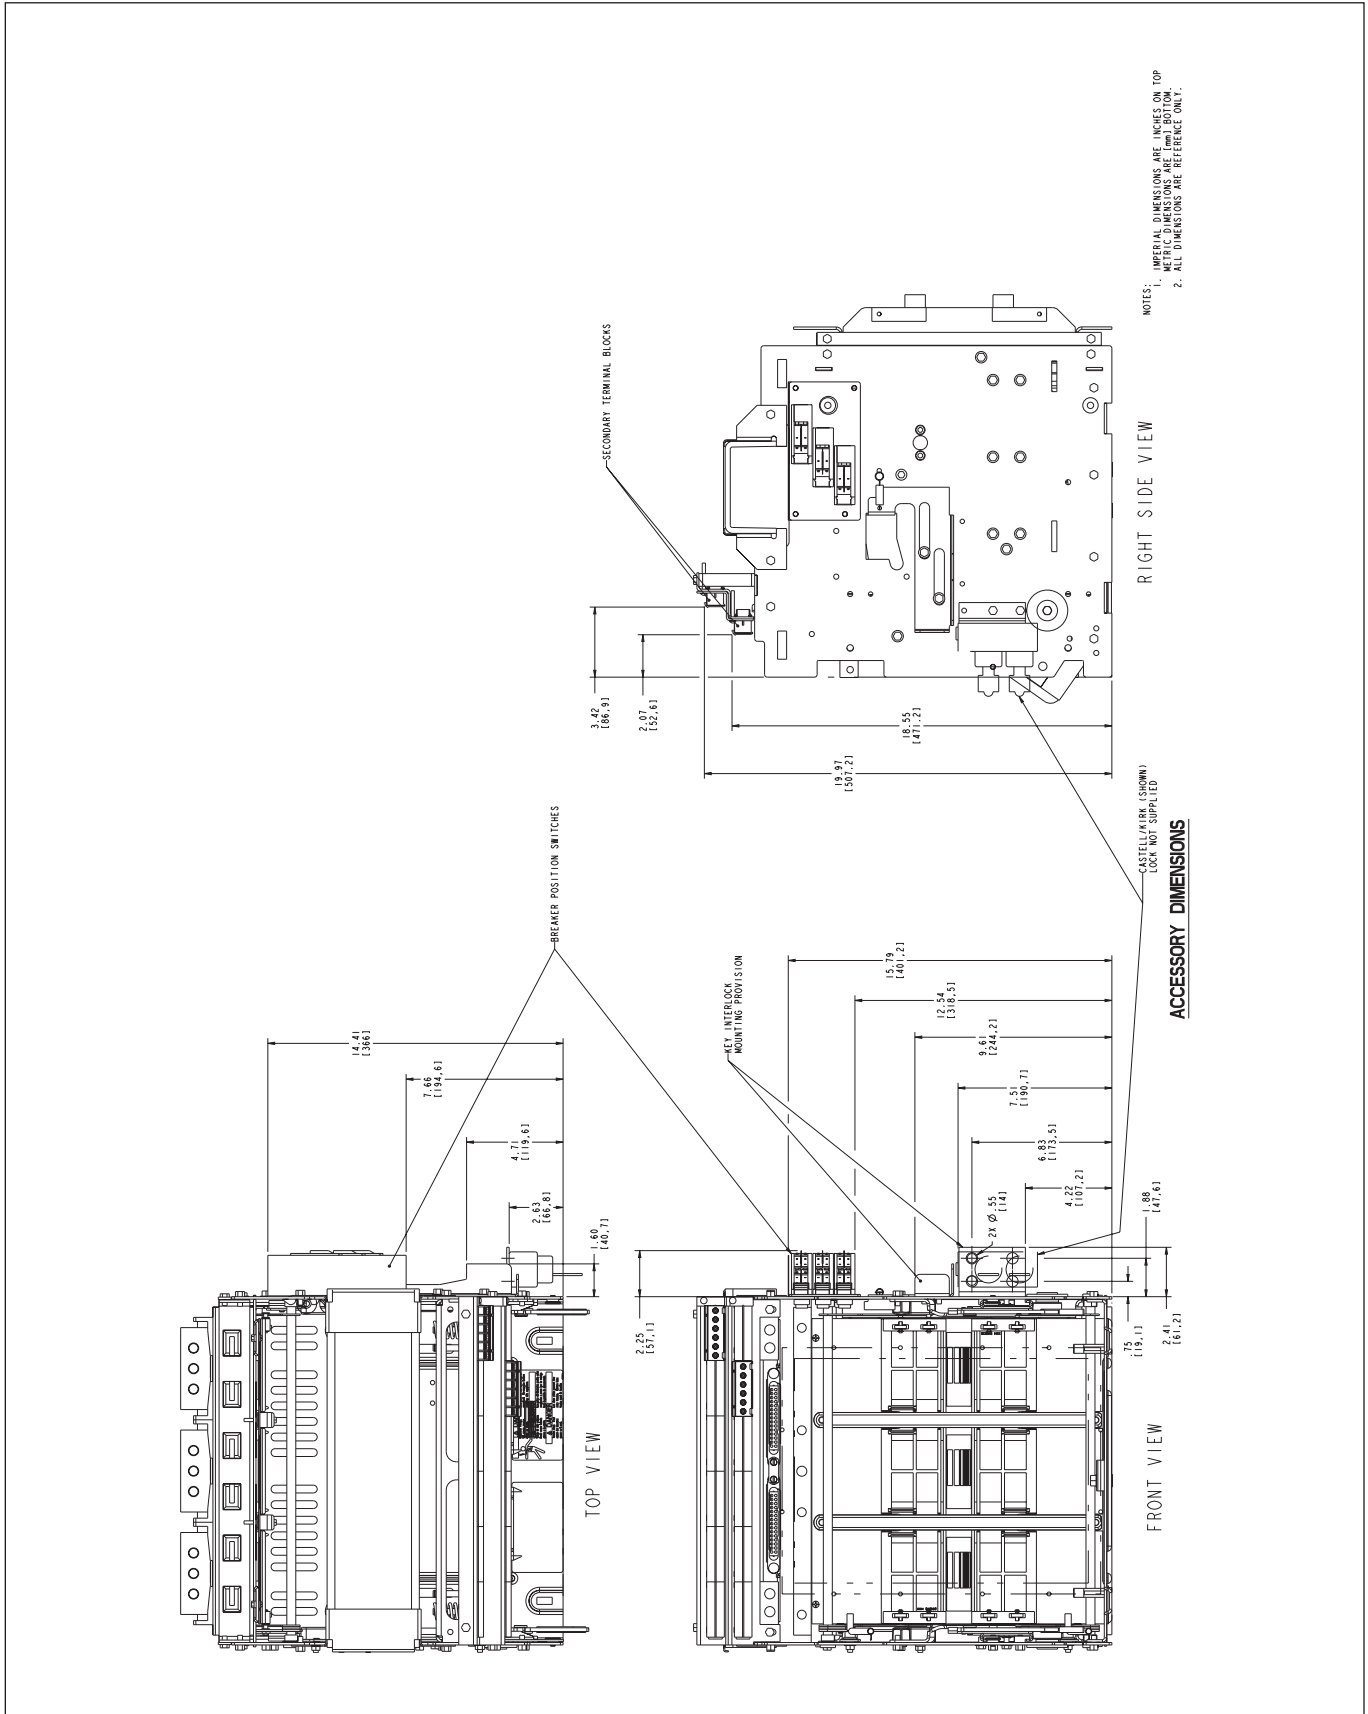 NOTES:
1. IMPERIAL DIMENSIONS ARE INCHES ON TOP
METRIC DIMENSIONS ARE [mm] BOTTOM.
2. ALL DIMENSIONS ARE REFERENCE ONLY.
SECONDARY TERMINAL BLOCKS
3.42
[86,9]
2.07
[52,6]
18.55
[471,2]
19.97
[507,2]
RIGHT SIDE VIEW
BREAKER POSITION SWITCHES
CASTELL/KIRK (SHOWN)
LOCK NOT SUPPLIED
ACCESSORY DIMENSIONS
14.41
[366]
7.66
[194,6]
4.71
[119,6]
2.63
[66,8]
1.60
[40,7]
TOP VIEW
KEY INTERLOCK
MOUNTING PROVISION
15.79
[401,2]
12.54
[318,5]
9.61
[244,2]
7.51
[190,7]
6.83
[173,5]
4.22
[107,2]
1.88
[47,6]
2X Ø .55
[14]
2.25
[57,1]
.75
[19,1]
2.41
[61,2]
FRONT VIEW